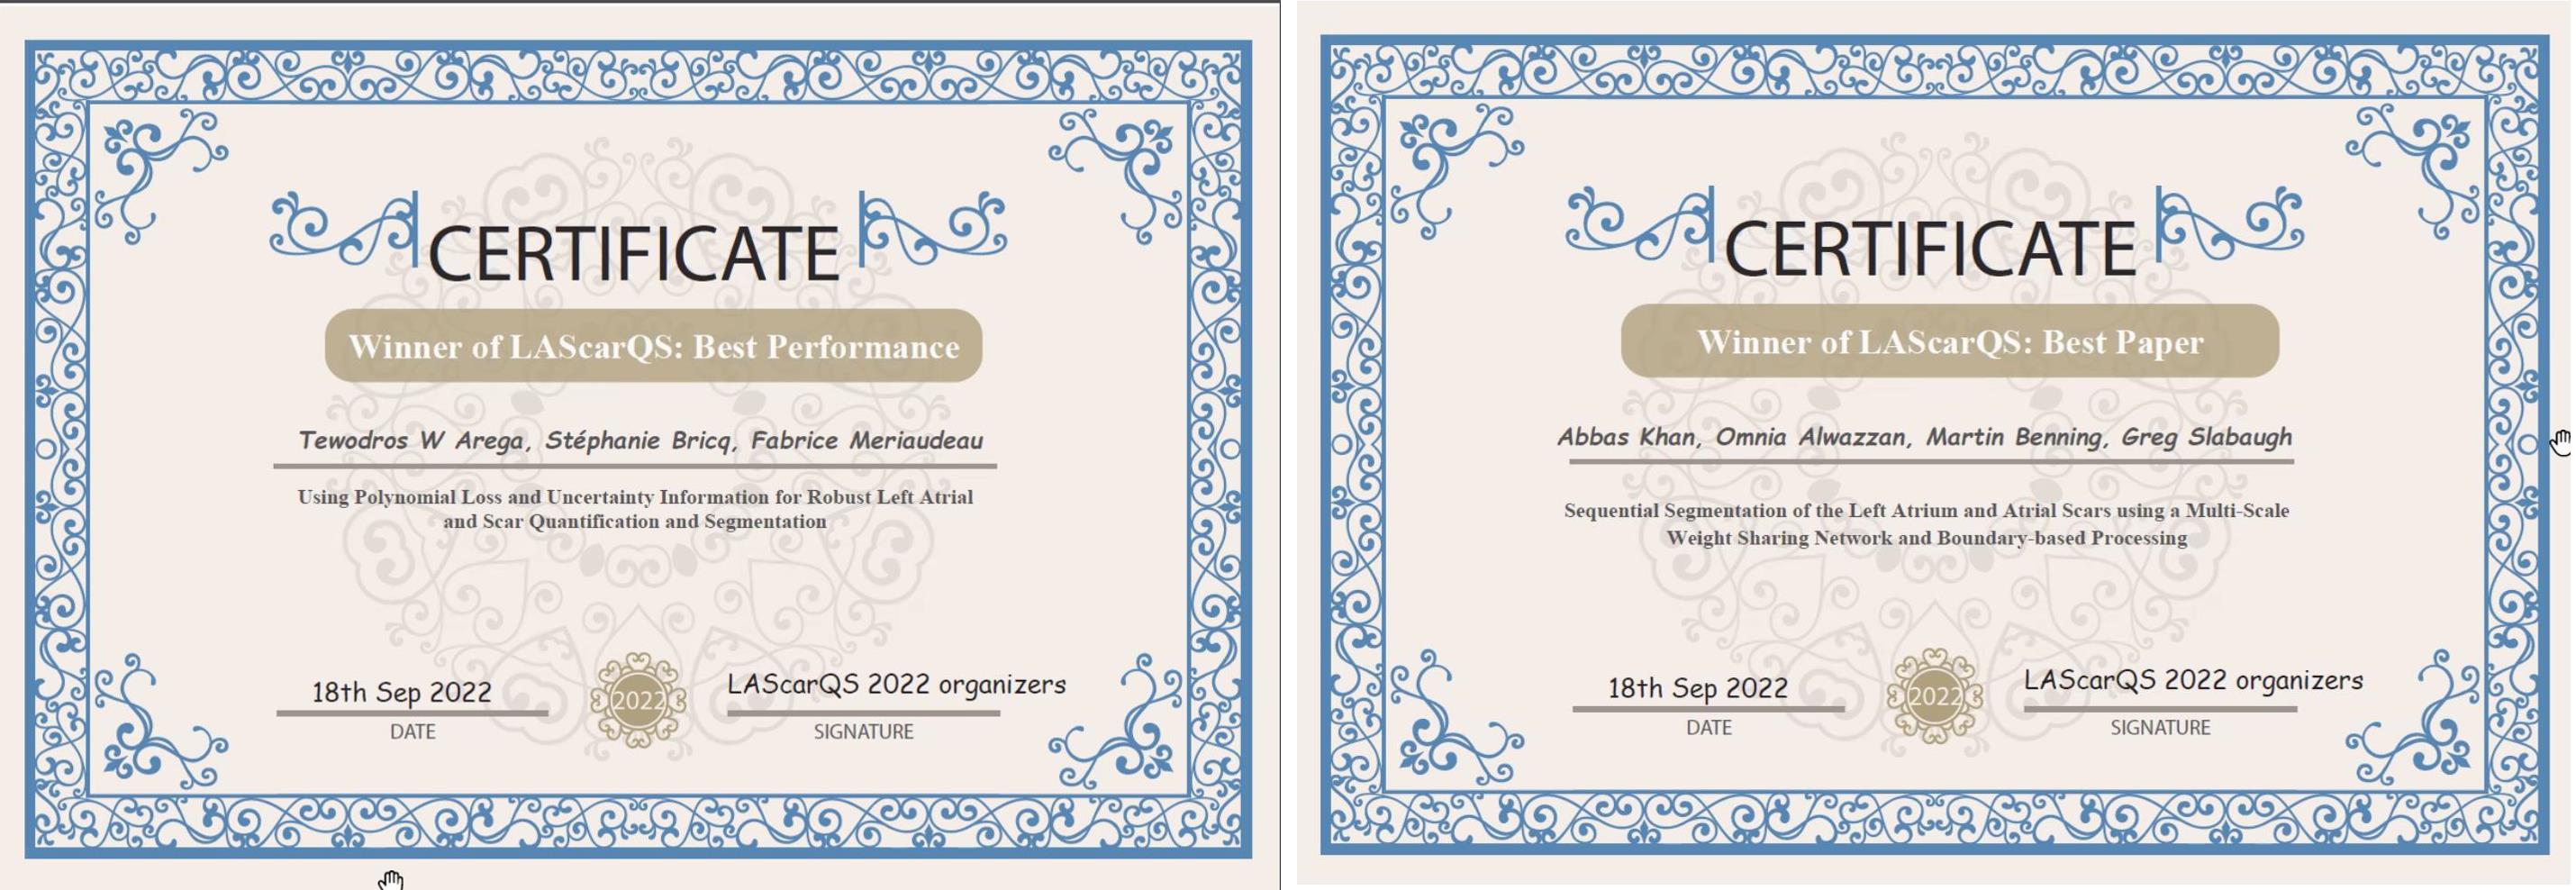 CERTIFICATE
Winner of LAScarQS: Best Performance
Tewodros W Arega, Stéphanie Bricq, Fabrice Meriaudeau
Using Polynomial Loss and Uncertainty Information for Robust Left Atrial
and Scar Quantification and Segmentation
18th Sep 2022
DATE
2022
LAScarQS 2022 organizers
SIGNATURE
CERTIFICATE
Winner of LAScarQS: Best Paper
Abbas Khan, Omnia Alwazzan, Martin Benning, Greg Slabaugh
Sequential Segmentation of the Left Atrium and Atrial Scars using a Multi-Scale
Weight Sharing Network and Boundary-based Processing
18th Sep 2022
DATE
2022
LAScarQS 2022 organizers
SIGNATURE